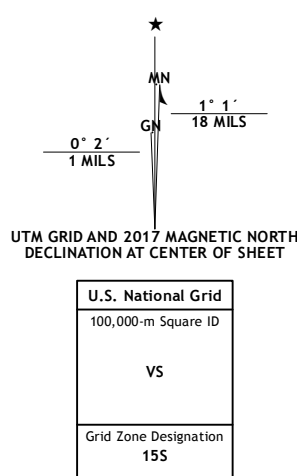 ★
MN
GN
1° 1´
18 MILS
0° 2´
1 MILS
UTM GRID AND 2017 MAGNETIC NORTH
DECLINATION AT CENTER OF SHEET
U.S. National Grid
100,000-m Square ID
VS
Grid Zone Designation
15S